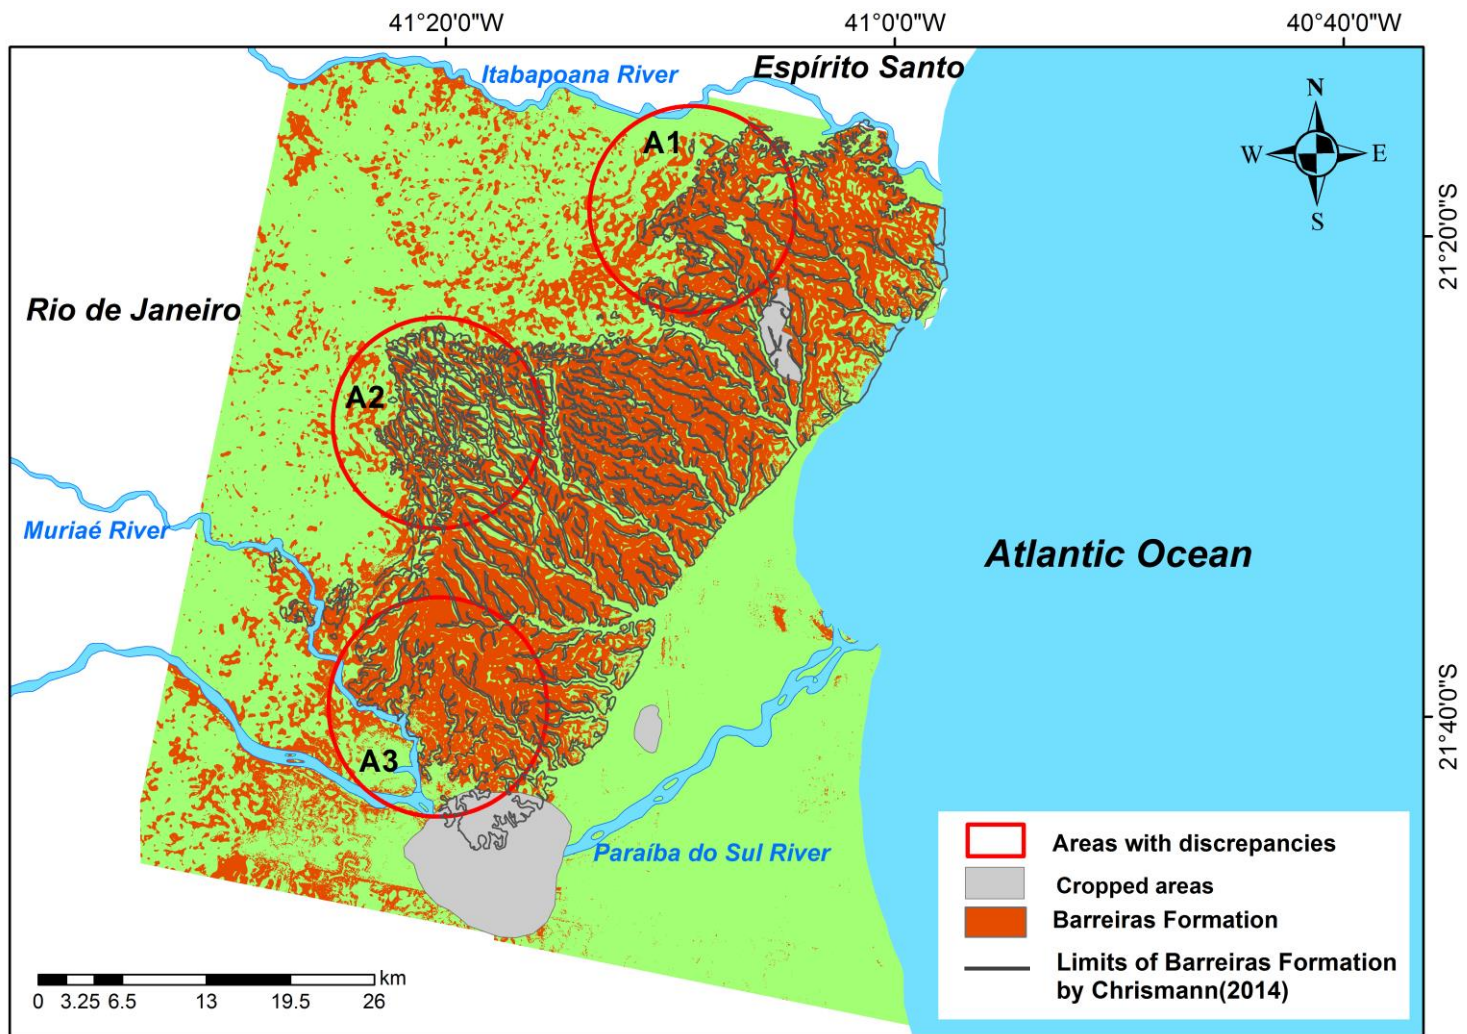 41°20'0"W
41°0'0"W
40°40'0"W
Itabapoana River
Espírito Santo
N
W
E
S
A1
21°20'0"S
Rio de Janeiro
A2
Muriaé River
Atlantic Ocean
21°40'0"S
A3
Paraíba do Sul River
Areas with discrepancies
Cropped areas
Barreiras Formation
Limits of Barreiras Formation
by Chrismann(2014)
km
0 3.25 6.5 13 19.5 26